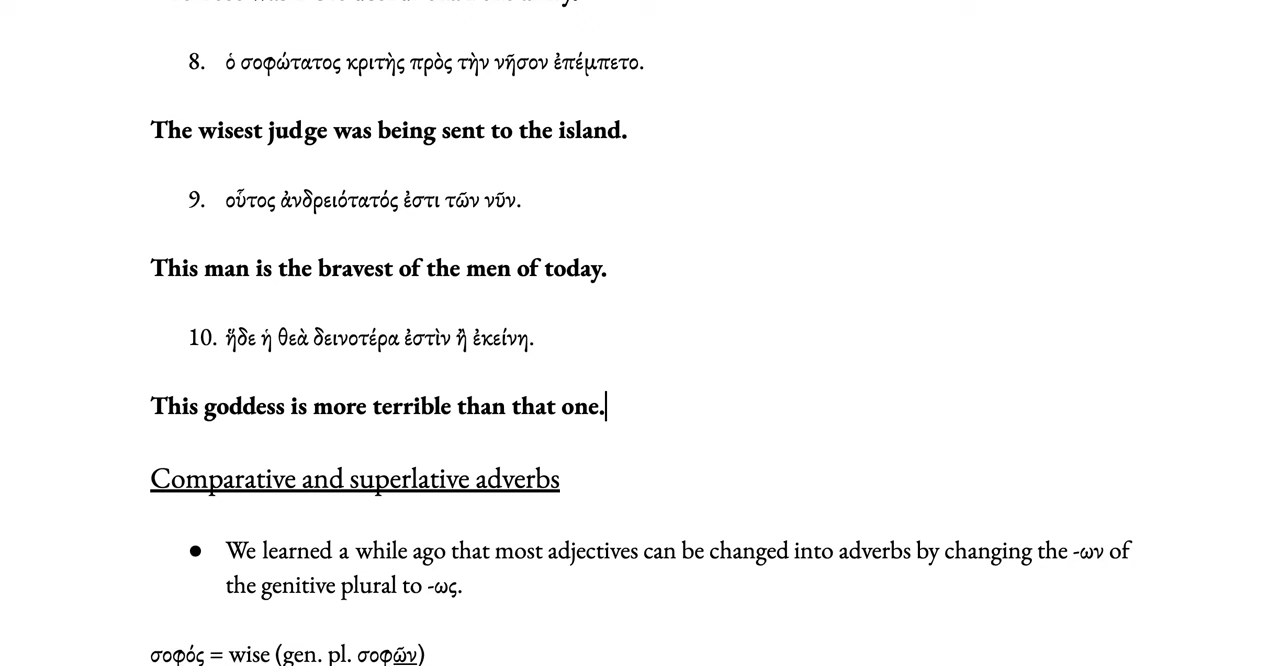 8. ὁ σοφώτατος κριτὴς πρὸς τὴν νῆσον ἐπέμπετο.
The wisest judge was being sent to the island.
9. οὗτος ἀνδρειότατός ἐστι τῶν νῦν.
This man is the bravest of the men of today.
10. ἥδε ἡ θεὰ δεινοτέρα ἐστὶν ἢ ἐκείνη.
This goddess is more terrible than that one.
Comparative and superlative adverbs
● We learned a while ago that most adjectives can be changed into adverbs by changing the -ων of
the genitive plural to -ως.
σοφός = wise (gen. pl. σοφῶν)